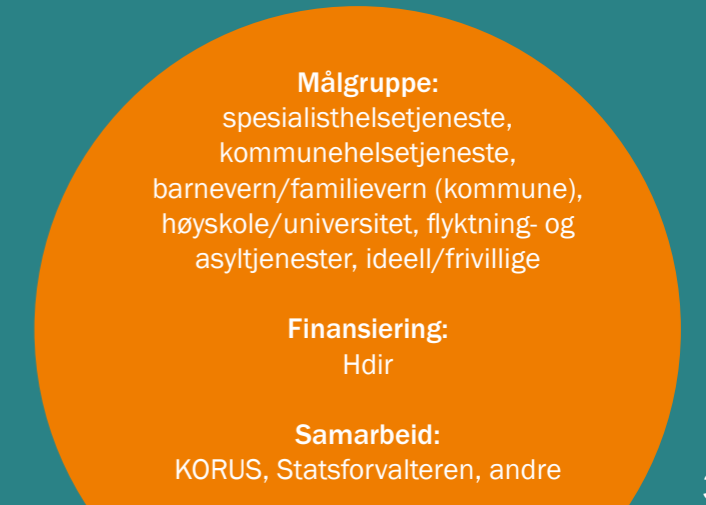 Målgruppe:
spesialisthelsetjeneste,
kommunehelsetjeneste,
barnevern/familievern (kommune),
høyskole/universitet, flyktning- og
asyltjenester, ideell/frivillige
Finansiering:
Hdir
Samarbeid:
KORUS, Statsforvalteren, andre